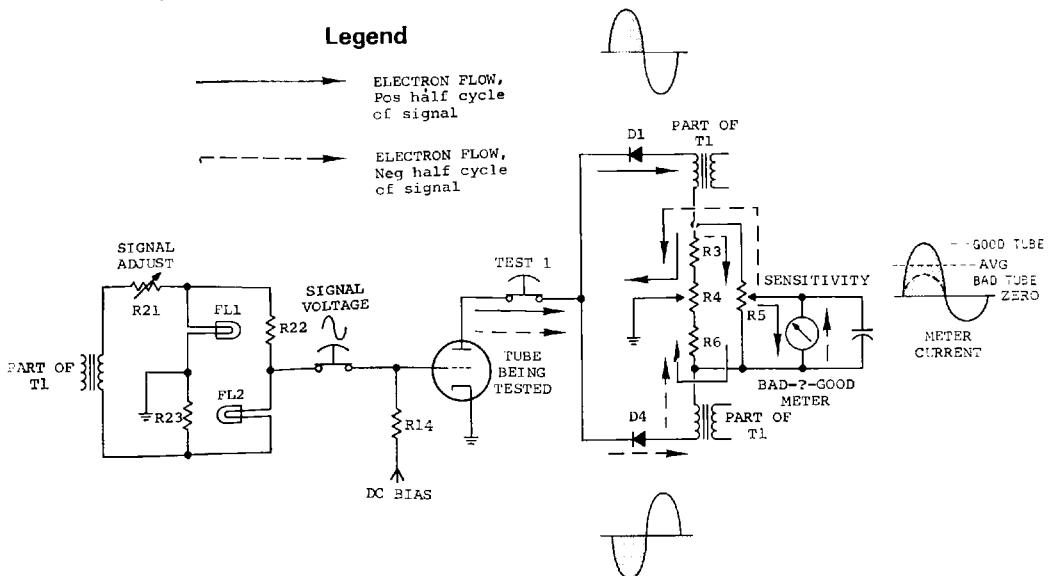 Legend
ELECTRON FLOW,
Pos half cycle
of signal
ELECTRON FLOW,
Neg half cycle
of signal
D1
PART OF
T1
SIGNAL
ADJUST
R21
FL1
SIGNAL
VOLTAGE
R22
PART OF
T1
FL2
R23
R14
DC BIAS
TEST 1
TUBE
BEING
TESTED
R3
R4
R6
SENSITIVITY
R5
BAD-?-GOOD
METER
D4
PART OF
T1
GOOD TUBE
AVG
BAD TUBE
ZERO
METER
CURRENT